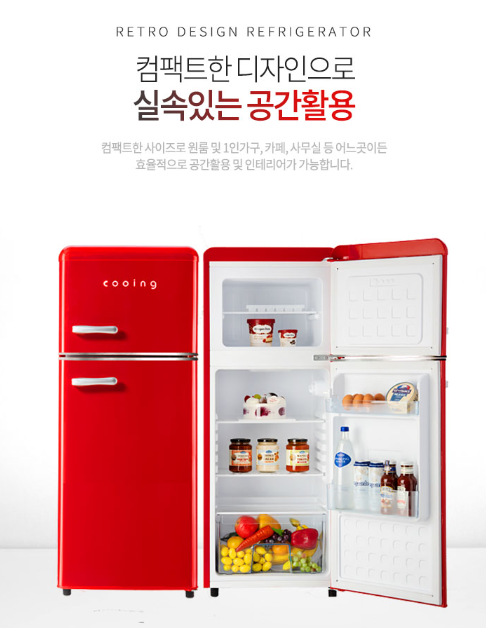 RETRO DESIGN REFRIGERATOR
컴팩트한 디자인으로
실속있는 공간활용
컴팩트한 사이즈로 원룸 및 1인가구, 카페, 사무실 등 어느곳이든
효율적으로 공간활용 및 인테리어가 가능합니다.
cooing